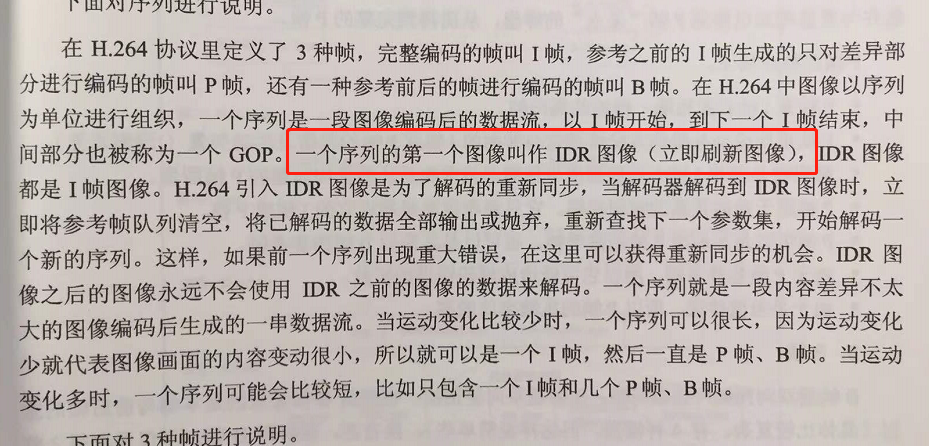 下面对序列进行说明。
在 H.264 协议里定义了 3 种帧，完整编码的帧叫 I 帧，参考之前的 I 帧生成的只对差异部
分进行编码的帧叫 P 帧，还有一种参考前后的帧进行编码的帧叫 B 帧。在 H.264 中图像以序列
为单位进行组织，一个序列是一段图像编码后的数据流，以 I 帧开始，到下一个 I 帧结束，中
间部分也被称为一个 GOP。一个序列的第一个图像叫作 IDR 图像（立即刷新图像），IDR 图像
都是 I 帧图像。H.264 引入 IDR 图像是为了解码的重新同步，当解码器解码到 IDR 图像时，立
即将参考帧队列清空，将已解码的数据全部输出或抛弃，重新查找下一个参数集，开始解码一
个新的序列。这样，如果前一个序列出现重大错误，在这里可以获得重新同步的机会。IDR 图
像之后的图像永远不会使用 IDR 之前的图像的数据来解码。一个序列就是一段内容差异不太
大的图像编码后生成的一串数据流。当运动变化比较少时，一个序列可以很长，因为运动变化
少就代表图像画面的内容变动很小，所以就可以是一个 I 帧，然后一直是 P 帧、B 帧。当运动
变化多时，一个序列可能会比较短，比如只包含一个 I 帧和几个 P 帧、B 帧。
下面对 3 种帧进行说明。